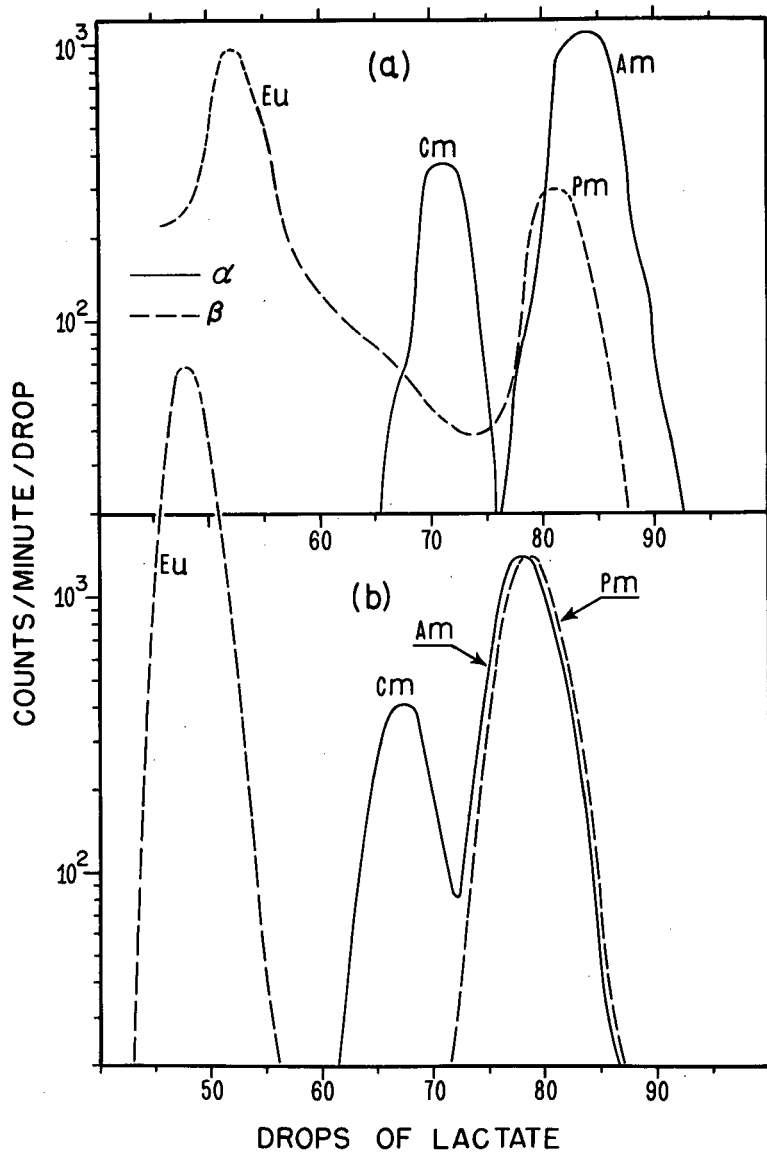 COUNTS/MINUTE/DROP
10³
(a)
Am
Eu
Cm
Pm
α
10²
β
60 70 80 90
Eu
10³
(b)
Pm
Am
Cm
10²
50 60 70 80 90
DROPS OF LACTATE